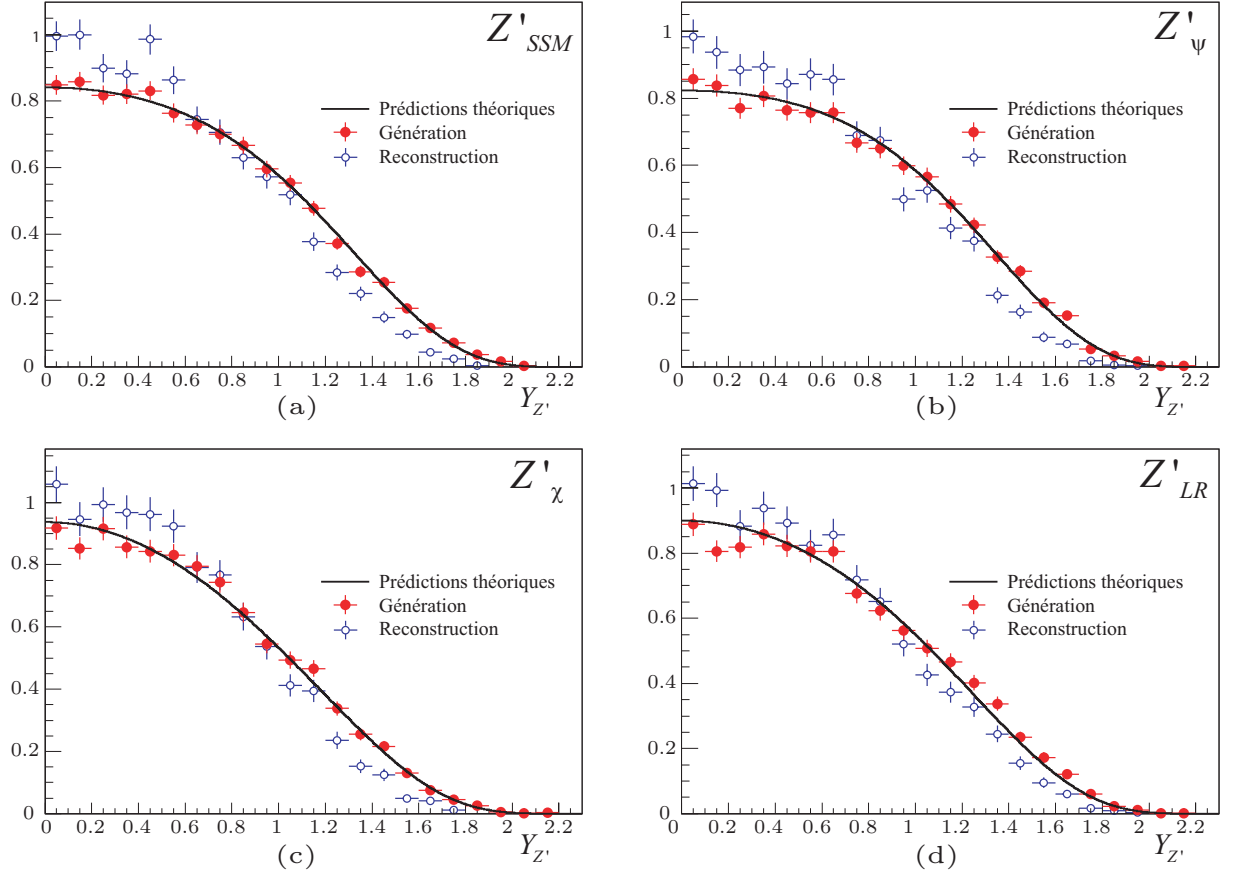 Z'SSM
1
0.8
0.6
0.4
0.2
0
Prédictions théoriques
Génération
Reconstruction
0 0.2 0.4 0.6 0.8 1 1.2 1.4 1.6 1.8 2 2.2
YZ'
(a)
Z'ψ
1
0.8
0.6
0.4
0.2
0
Prédictions théoriques
Génération
Reconstruction
0 0.2 0.4 0.6 0.8 1 1.2 1.4 1.6 1.8 2 2.2
YZ'
(b)
Z'χ
1
0.8
0.6
0.4
0.2
0
Prédictions théoriques
Génération
Reconstruction
0 0.2 0.4 0.6 0.8 1 1.2 1.4 1.6 1.8 2 2.2
YZ'
(c)
Z'LR
1
0.8
0.6
0.4
0.2
0
Prédictions théoriques
Génération
Reconstruction
0 0.2 0.4 0.6 0.8 1 1.2 1.4 1.6 1.8 2 2.2
YZ'
(d)